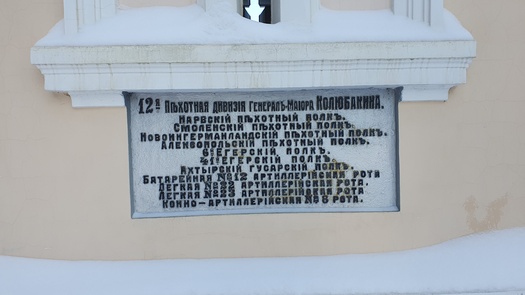 12я Пѣхотная дивизія Генералъ-Маіора Колюбакина.
Нарвскій пѣхотный полкъ.
Смоленскій пѣхотный полкъ.
Новоингерманландскій пѣхотный полкъ.
Алексопольскій пѣхотный полкъ.
6й егерскій полкъ.
41й егерскій полкъ.
Ахтырскій гусарскій полкъ.
Батарейная №12 артиллерійская рота
Легкая №22 артиллерійская рота.
Легкая №23 артиллерійская рота
Конно-артиллерійская №6 рота.